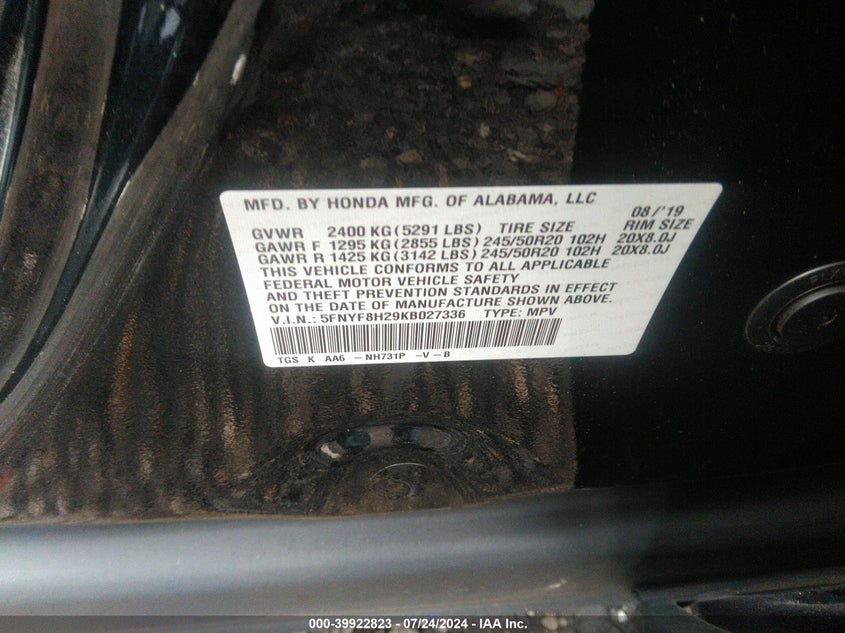 MFD. BY HONDA MFG. OF ALABAMA, LLC 08/'19
GVWR 2400 KG(5291 LBS) TIRE SIZE RIM SIZE
GAWR F 1295 KG(2855 LBS)245/50R20 102H 20X8.0J
GAWR R 1425 KG(3142 LBS)245/50R20 102H 20X8.0J
THIS VEHICLE CONFORMS TO ALL APPLICABLE
FEDERAL MOTOR VEHICLE SAFETY
AND THEFT PREVENTION STANDARDS IN EFFECT
ON THE DATE OF MANUFACTURE SHOWN ABOVE.
V.I.N.: 5FNYF8H29KB027336 TYPE: MPV
TGS K AA6 -NH731P -V-B
000-39922823 - 07/24/2024 - IAA Inc.